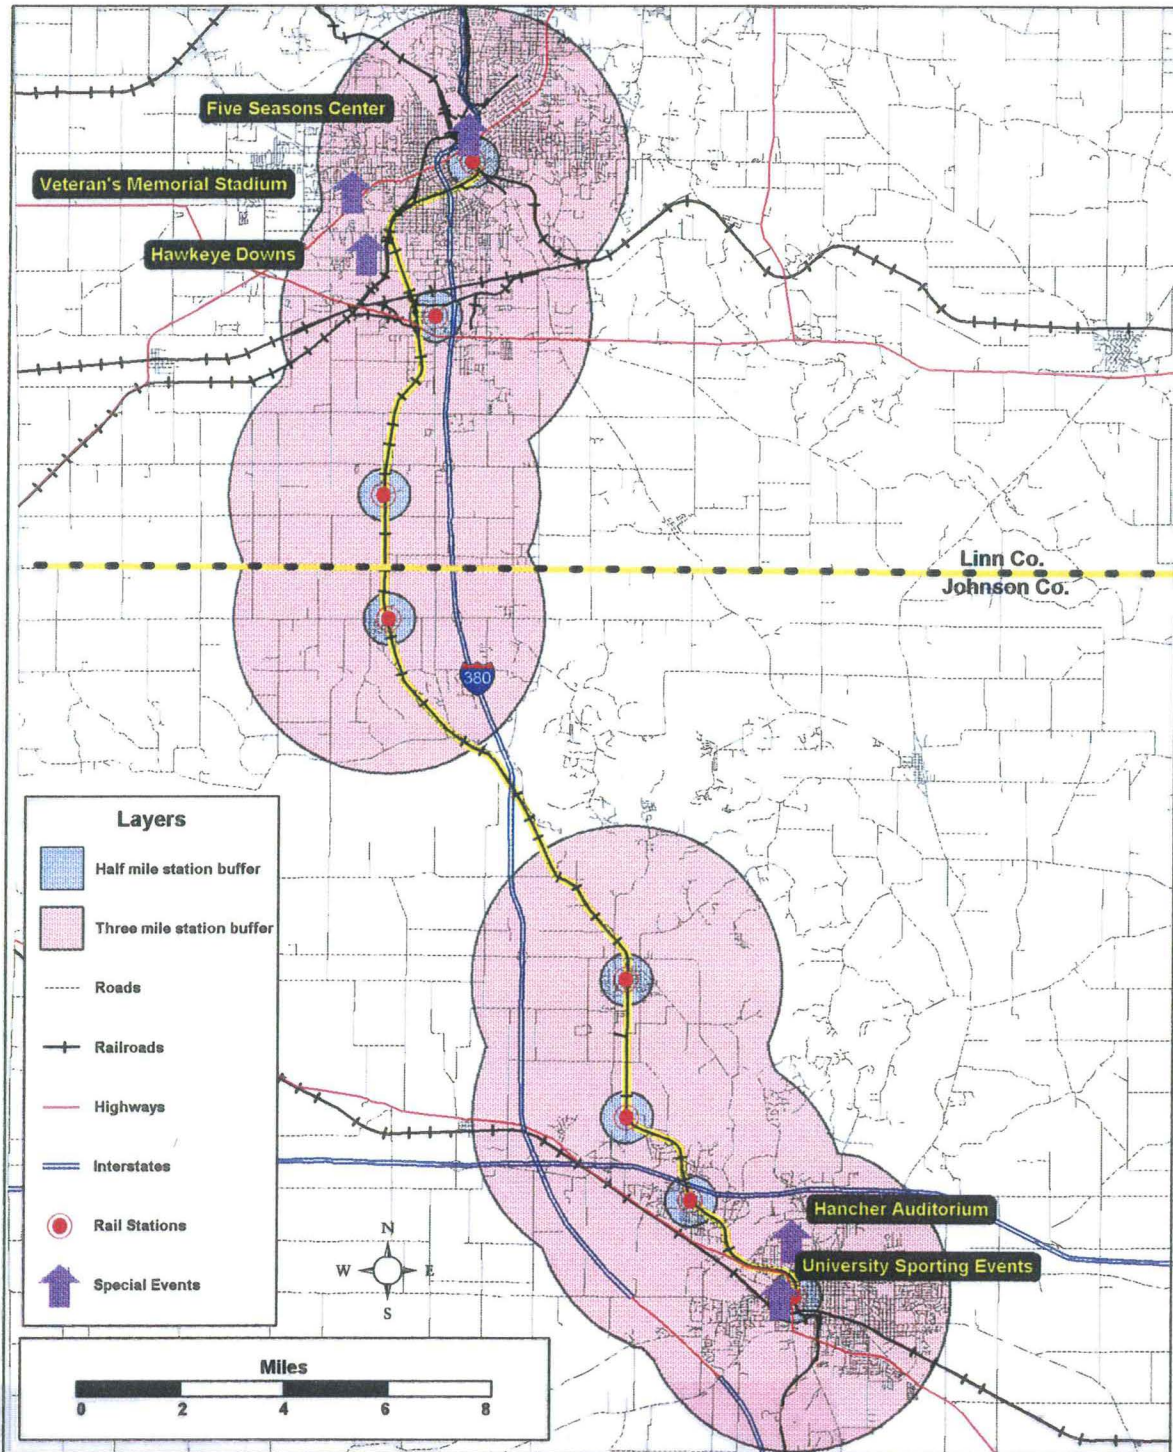 Five Seasons Center
Veteran's Memorial Stadium
Hawkeye Downs
Linn Co.
Johnson Co.
380
Layers
Half mile station buffer
Three mile station buffer
Roads
Railroads
Highways
Interstates
Rail Stations
Special Events
N
W E
S
Hancher Auditorium
University Sporting Events
Miles
0 2 4 6 8